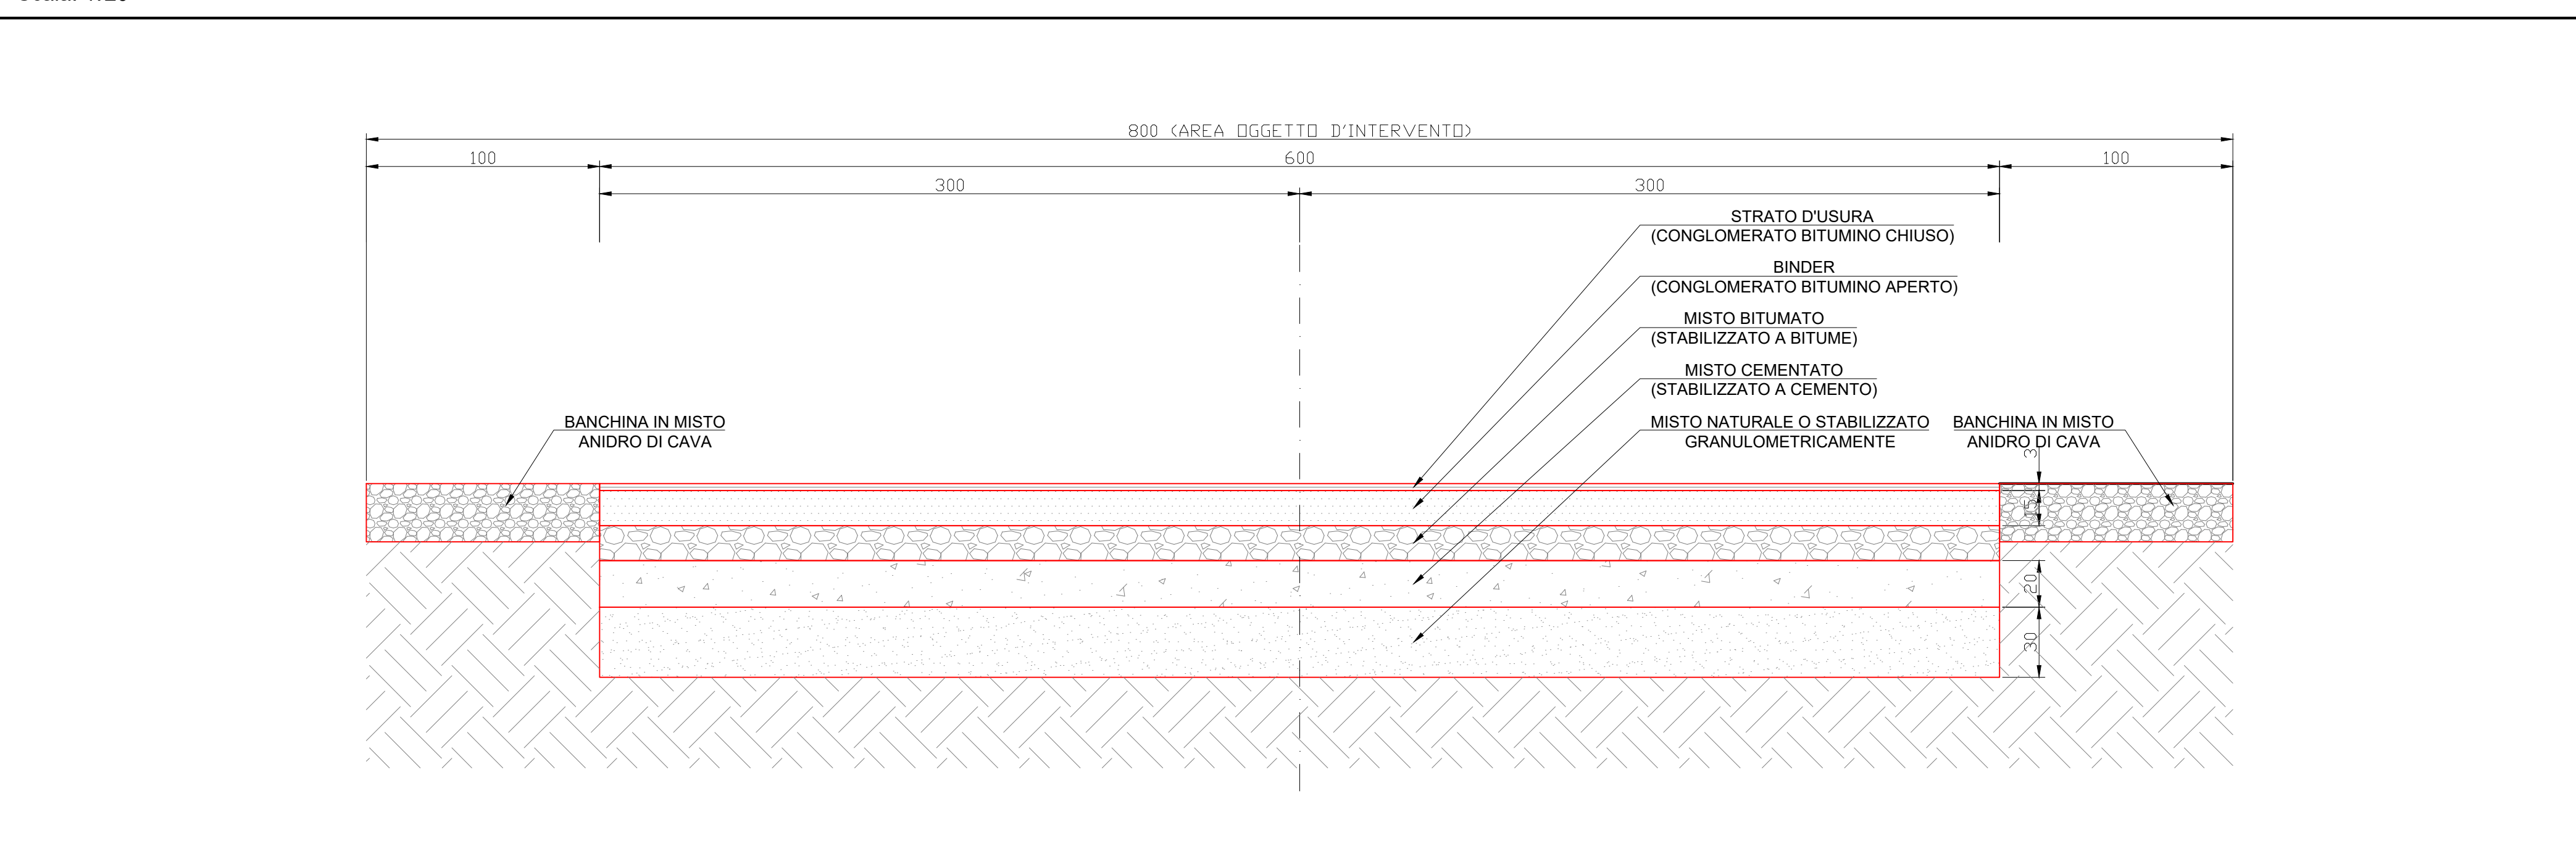 800 (AREA OGGETTO D'INTERVENTO)
100
600
100
300
300
STRATO D'USURA
(CONGLOMERATO BITUMINO CHIUSO)
BINDER
(CONGLOMERATO BITUMINO APERTO)
MISTO BITUMATO
(STABILIZZATO A BITUME)
MISTO CEMENTATO
(STABILIZZATO A CEMENTO)
BANCHINA IN MISTO
ANIDRO DI CAVA
MISTO NATURALE O STABILIZZATO
GRANULOMETRICAMENTE
BANCHINA IN MISTO
ANIDRO DI CAVA
3
15
20
30